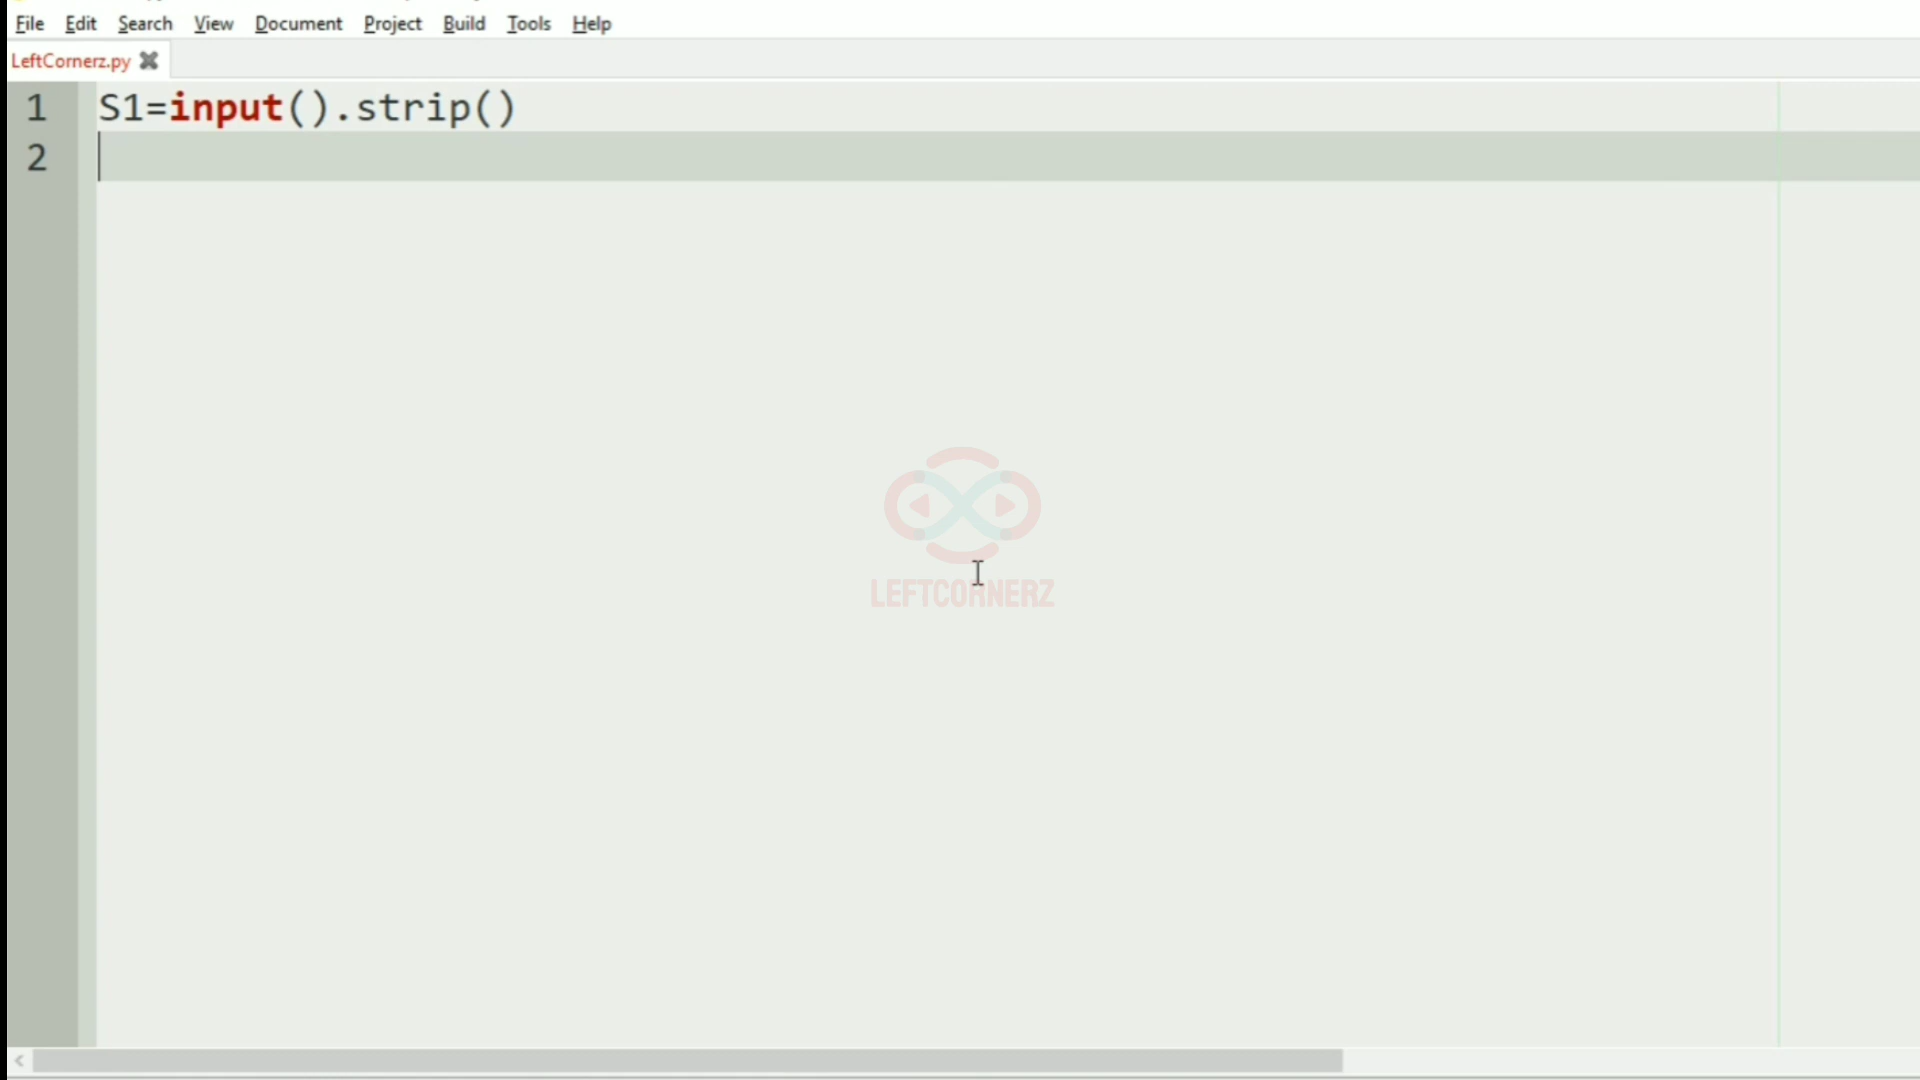 File Edit Search View Document Project Build Tools Help
LeftCornerz.py
1 S1=input().strip()
2
LEFTCORNERZ